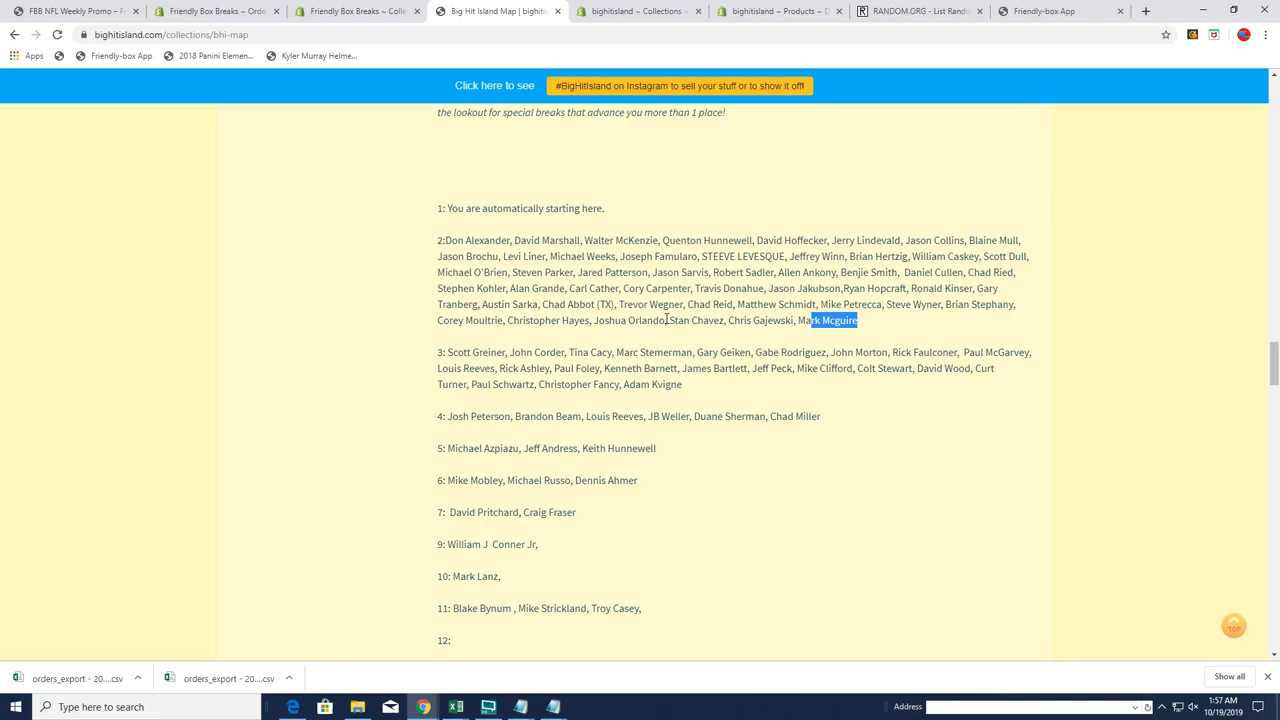 FBB NFL Weekly Promo - F
Friendly Box Breaks ~ Orde
Friendly Box Breaks ~ Colle
Big Hit Island Map | bighitis
bighitisland ~ Collections ~
bighitisland ~ Products ~ D
RANDOM.ORG - List Rando
Friendly-box App
bighitisland.com/collections/bhi-map
Apps
Friendly-box App
2018 Panini Elemen...
Kyler Murray Helme...
Click here to see
#BigHitIsland on Instagram to sell your stuff or to show it off!
the lookout for special breaks that advance you more than 1 place!
1: You are automatically starting here.
2:Don Alexander, David Marshall, Walter McKenzie, Quenton Hunnewell, David Hoffecker, Jerry Lindevald, Jason Collins, Blaine Mull,
Jason Brochu, Levi Liner, Michael Weeks, Joseph Famularo, STEEVE LEVESQUE, Jeffrey Winn, Brian Hertzig, William Caskey, Scott Dull,
Michael O'Brien, Steven Parker, Jared Patterson, Jason Sarvis, Robert Sadler, Allen Ankony, Benjie Smith, Daniel Cullen, Chad Ried,
Stephen Kohler, Alan Grande, Carl Cather, Cory Carpenter, Travis Donahue, Jason Jakubson,Ryan Hopcraft, Ronald Kinser, Gary
Tranberg, Austin Sarka, Chad Abbot (TX), Trevor Wegner, Chad Reid, Matthew Schmidt, Mike Petrecca, Steve Wyner, Brian Stephany,
Corey Moultrie, Christopher Hayes, Joshua Orlando, Stan Chavez, Chris Gajewski, Mark Mcguire
3: Scott Greiner, John Corder, Tina Cacy, Marc Stemerman, Gary Geiken, Gabe Rodriguez, John Morton, Rick Faulconer, Paul McGarvey,
Louis Reeves, Rick Ashley, Paul Foley, Kenneth Barnett, James Bartlett, Jeff Peck, Mike Clifford, Colt Stewart, David Wood, Curt
Turner, Paul Schwartz, Christopher Fancy, Adam Kvigne
4: Josh Peterson, Brandon Beam, Louis Reeves, JB Weller, Duane Sherman, Chad Miller
5: Michael Azpiazu, Jeff Andress, Keith Hunnewell
6: Mike Mobley, Michael Russo, Dennis Ahmer
7: David Pritchard, Craig Fraser
9: William J Conner Jr,
10: Mark Lanz,
11: Blake Bynum , Mike Strickland, Troy Casey,
12:
TOP
orders_export - 20....csv
orders_export - 20....csv
Show all
Type here to search
Address
1:57 AM
10/19/2019